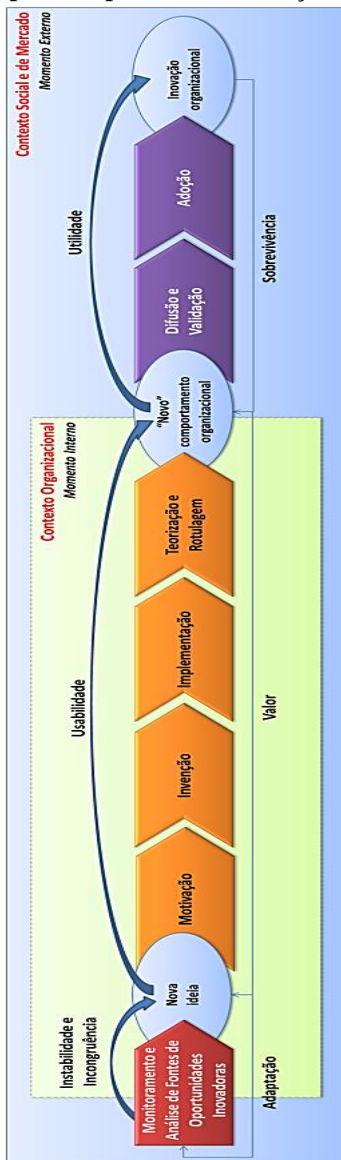 Contexto Social e de Mercado
Momento Externo
Contexto Organizacional
Momento Interno
Instabilidade e
Incongruência
Usabilidade
Utilidade
Monitoramento e
Análise de Fontes de
Oportunidades
Inovadoras
Nova
ideia
Motivação
Invenção
Implementação
Teorização e
Rotulagem
"Novo"
comportamento
organizacional
Difusão e
Validação
Adoção
Inovação
organizacional
Adaptação
Valor
Sobrevivência